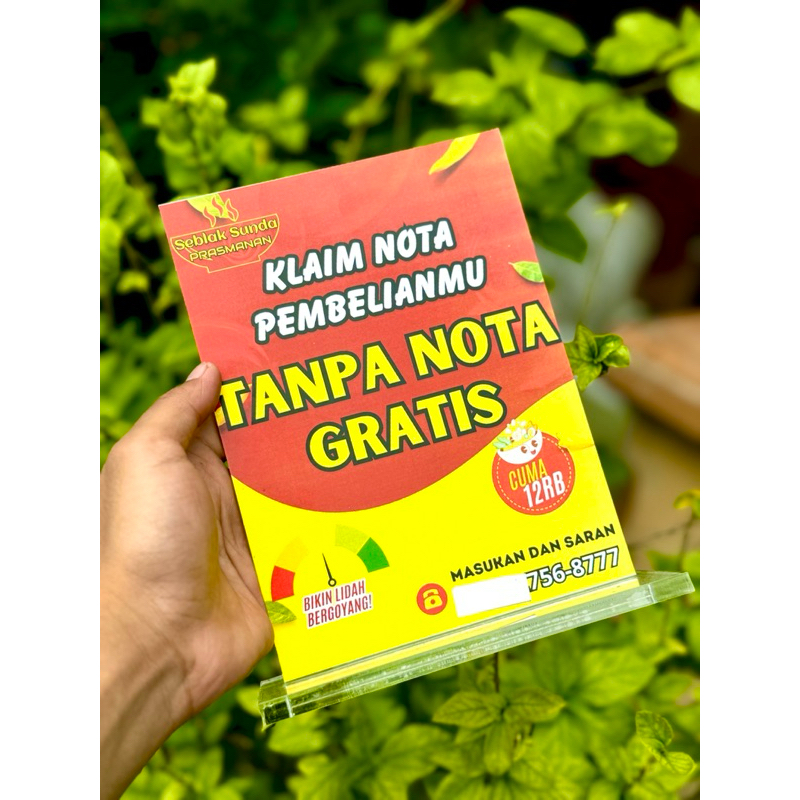 Seblak Sunda
PRASMANAN
KLAIM NOTA
PEMBELIANMU
TANPA NOTA
GRATIS
CUMA
12RB
BIKIN LIDAH
BERGOYANG!
MASUKAN DAN SARAN
756-8777